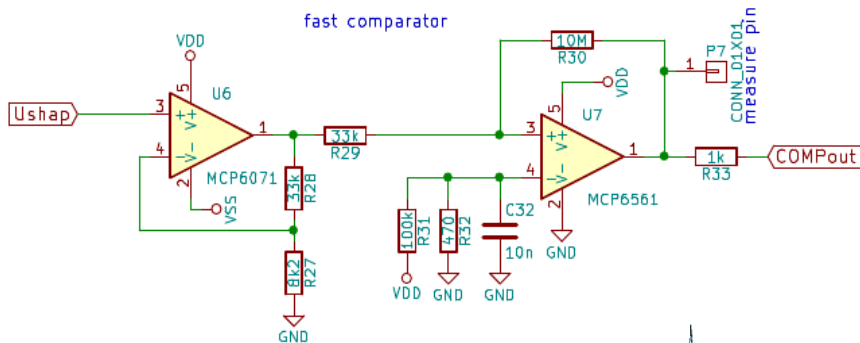 fast comparator
VDD
10M
R30
P7
1
CONN_01X01
measure pin
5
U6
VDD
5
U7
Ushap
3
+
V+
1
33k
R29
3
+
V+
1
4
V-
MCP6071
2
33k
R28
4
V-
MCP6561
1k
R33
COMPout
VSS
100k
R31
470
R32
C32
10n
2
GND
8k2
R27
VDD
GND
GND
GND